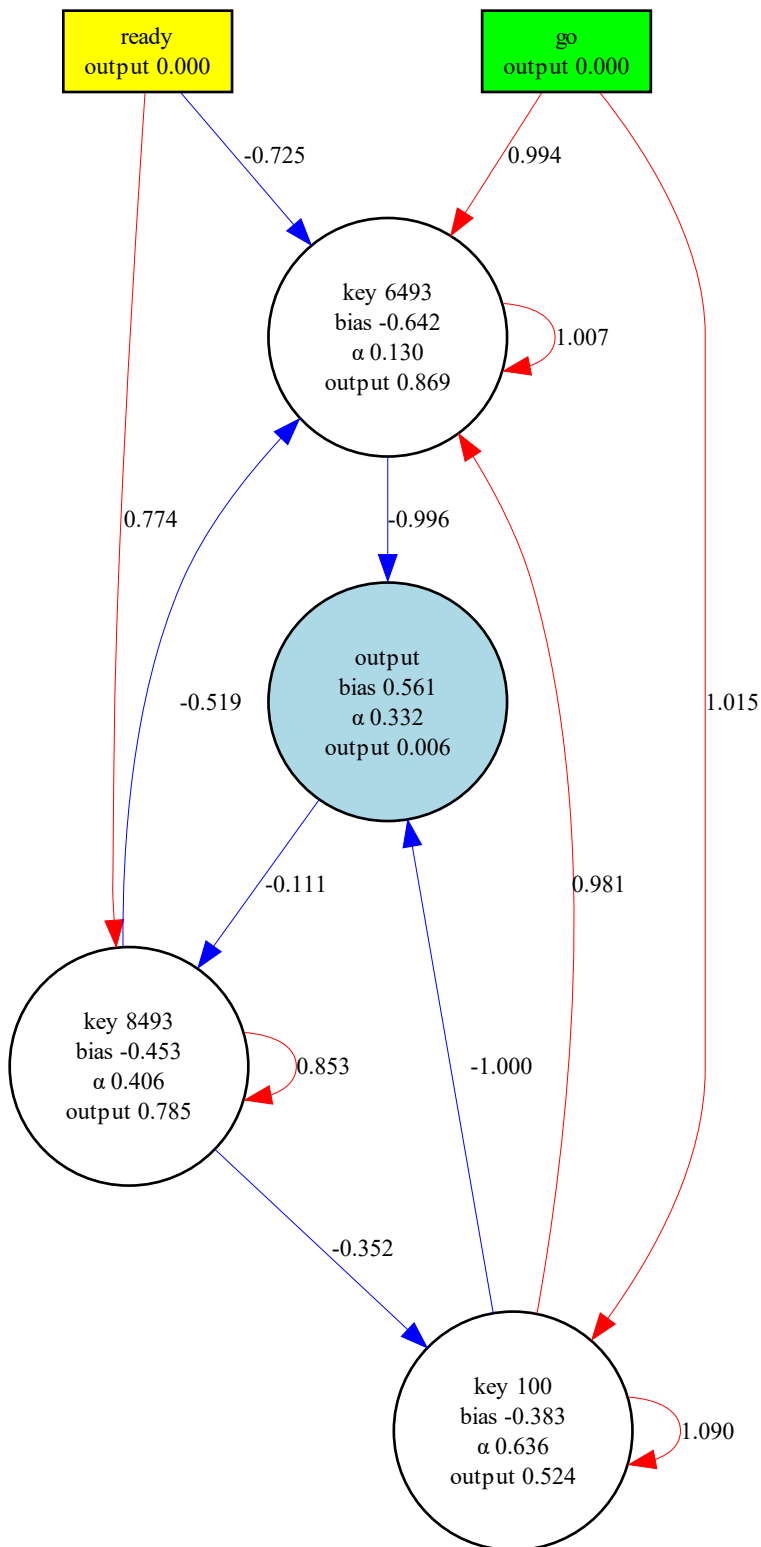 ready
output 0.000
go
output 0.000
-0.725
0.994
key 6493
bias -0.642
α 0.130
output 0.869
1.007
0.774
-0.996
output
bias 0.561
α 0.332
output 0.006
-0.519
1.015
-0.111
0.981
key 8493
bias -0.453
α 0.406
output 0.785
0.853
-1.000
-0.352
key 100
bias -0.383
α 0.636
output 0.524
1.090